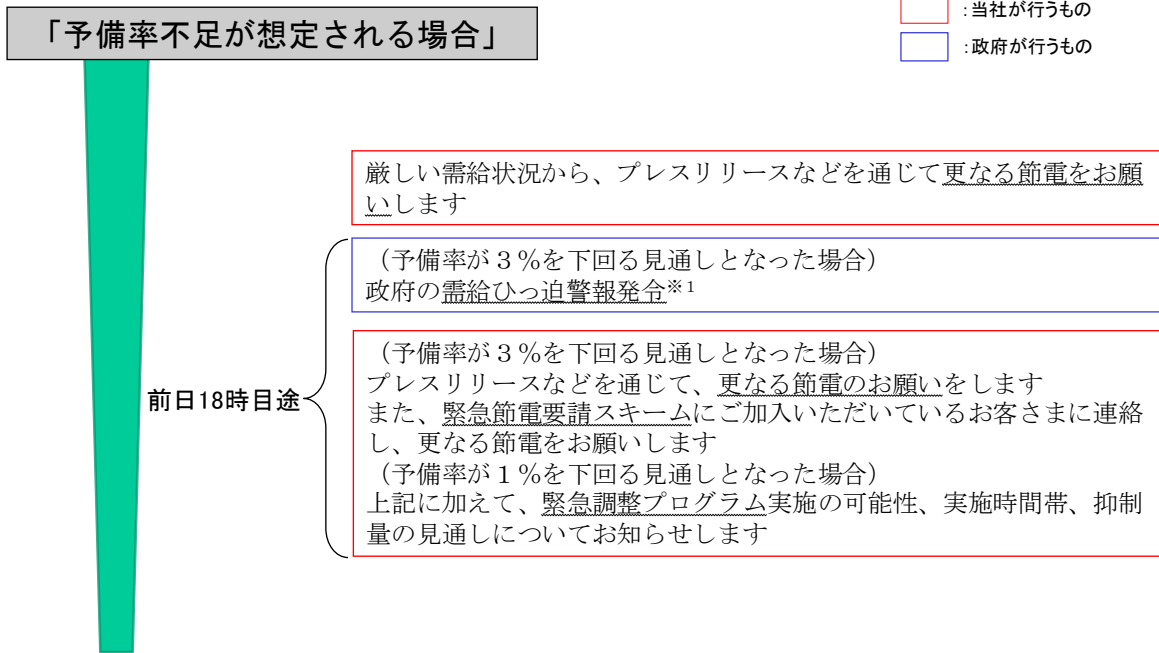 :当社が行うもの
「予備率不足が想定される場合」
:政府が行うもの
厳しい需給状況から、プレスリリースなどを通じて更なる節電をお願
いします
（予備率が３％を下回る見通しとなった場合）
政府の需給ひっ迫警報発令※1
前日18時目途
（予備率が３％を下回る見通しとなった場合）
プレスリリースなどを通じて、更なる節電のお願いをします
また、緊急節電要請スキームにご加入いただいているお客さまに連絡
し、更なる節電をお願いします
（予備率が１％を下回る見通しとなった場合）
上記に加えて、緊急調整プログラム実施の可能性、実施時間帯、抑制
量の見通しについてお知らせします